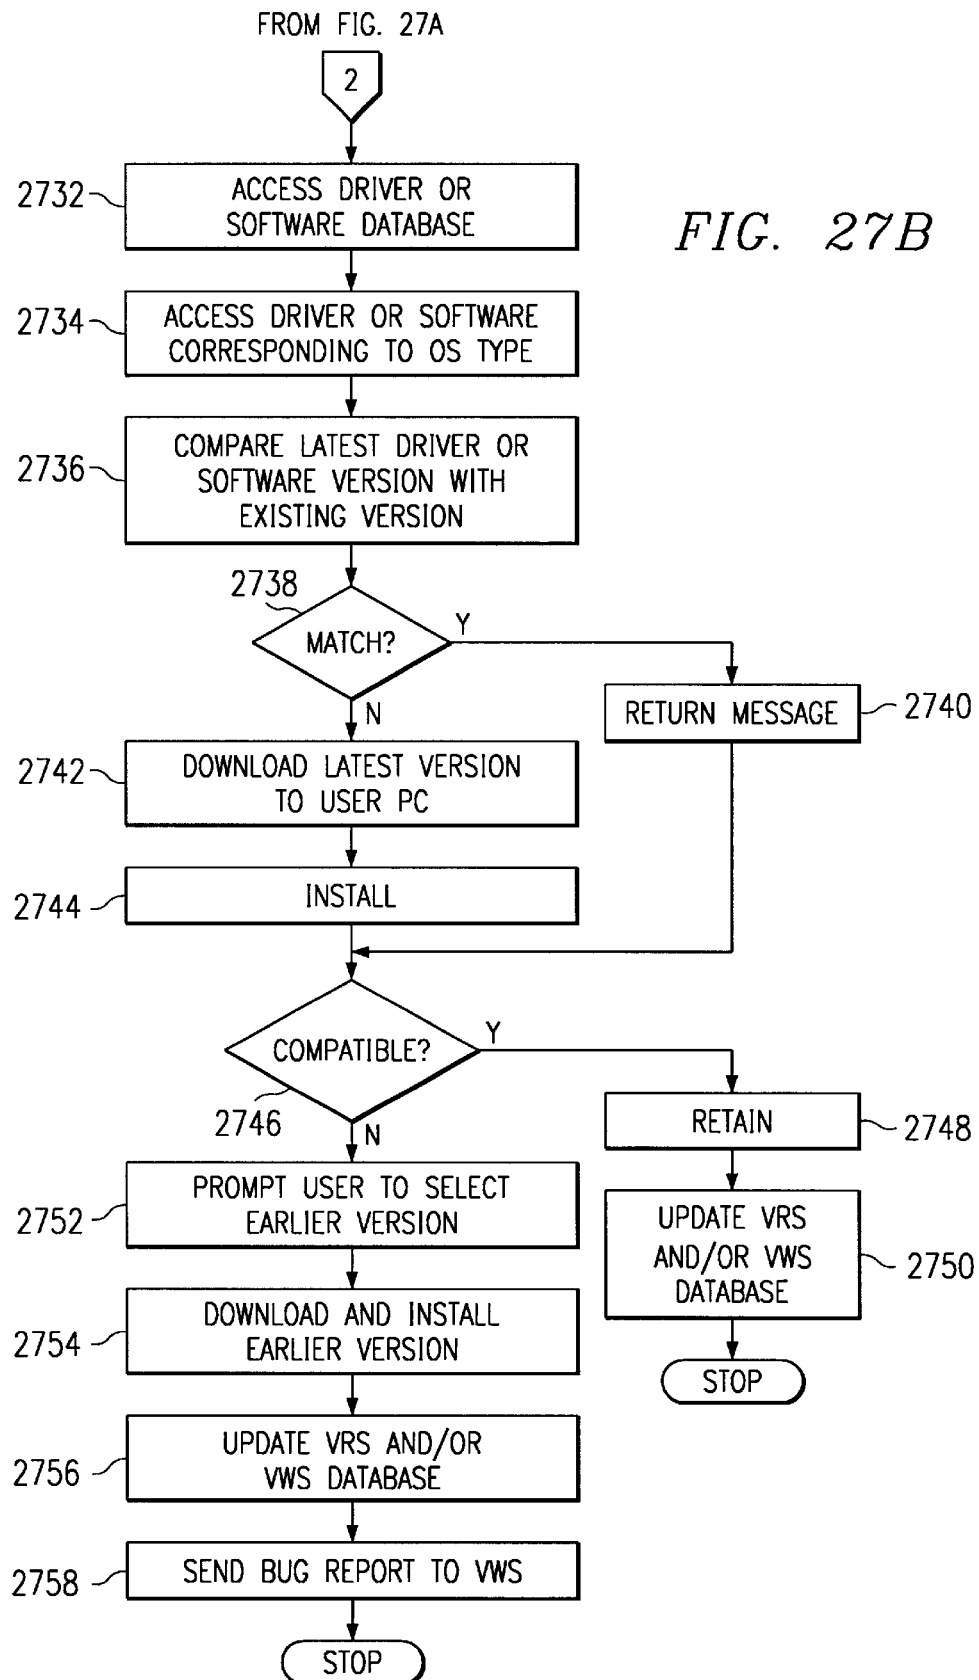 FROM FIG. 27A
2
2732
ACCESS DRIVER OR
SOFTWARE DATABASE
FIG. 27B
2734
ACCESS DRIVER OR SOFTWARE
CORRESPONDING TO OS TYPE
2736
COMPARE LATEST DRIVER OR
SOFTWARE VERSION WITH
EXISTING VERSION
2738
MATCH?
Y
N
RETURN MESSAGE
2740
2742
DOWNLOAD LATEST VERSION
TO USER PC
2744
INSTALL
COMPATIBLE?
Y
2746
N
RETAIN
2748
2752
PROMPT USER TO SELECT
EARLIER VERSION
UPDATE VRS
AND/OR VWS
DATABASE
2750
2754
DOWNLOAD AND INSTALL
EARLIER VERSION
STOP
2756
UPDATE VRS AND/OR
VWS DATABASE
2758
SEND BUG REPORT TO VWS
STOP